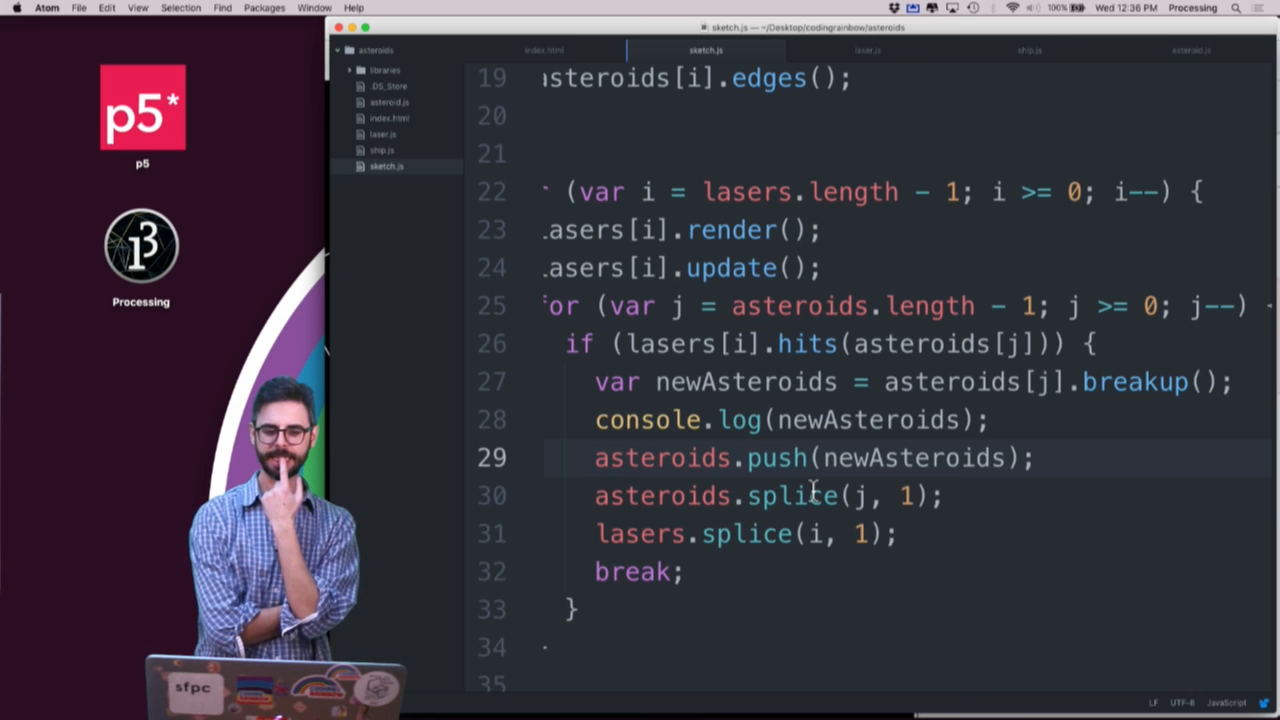 Atom File Edit View Selection Find Packages Window Help
100% Wed 12:36 PM Processing
sketch.js — ~/Desktop/codingrainbow/asteroids
asteroids
libraries
.DS_Store
asteroid.js
index.html
laser.js
ship.js
sketch.js
index.html sketch.js laser.js ship.js asteroid.js
p5*
p5
Processing
19 asteroids[i].edges();
20
21
22 (var i = lasers.length - 1; i >= 0; i--) {
23 .asers[i].render();
24 .asers[i].update();
25 for (var j = asteroids.length - 1; j >= 0; j--)
26 if (lasers[i].hits(asteroids[j])) {
27 var newAsteroids = asteroids[j].breakup();
28 console.log(newAsteroids);
29 asteroids.push(newAsteroids);
30 asteroids.splice(j, 1);
31 lasers.splice(i, 1);
32 break;
33 }
34
35
sfpc
LF UTF-8 JavaScript